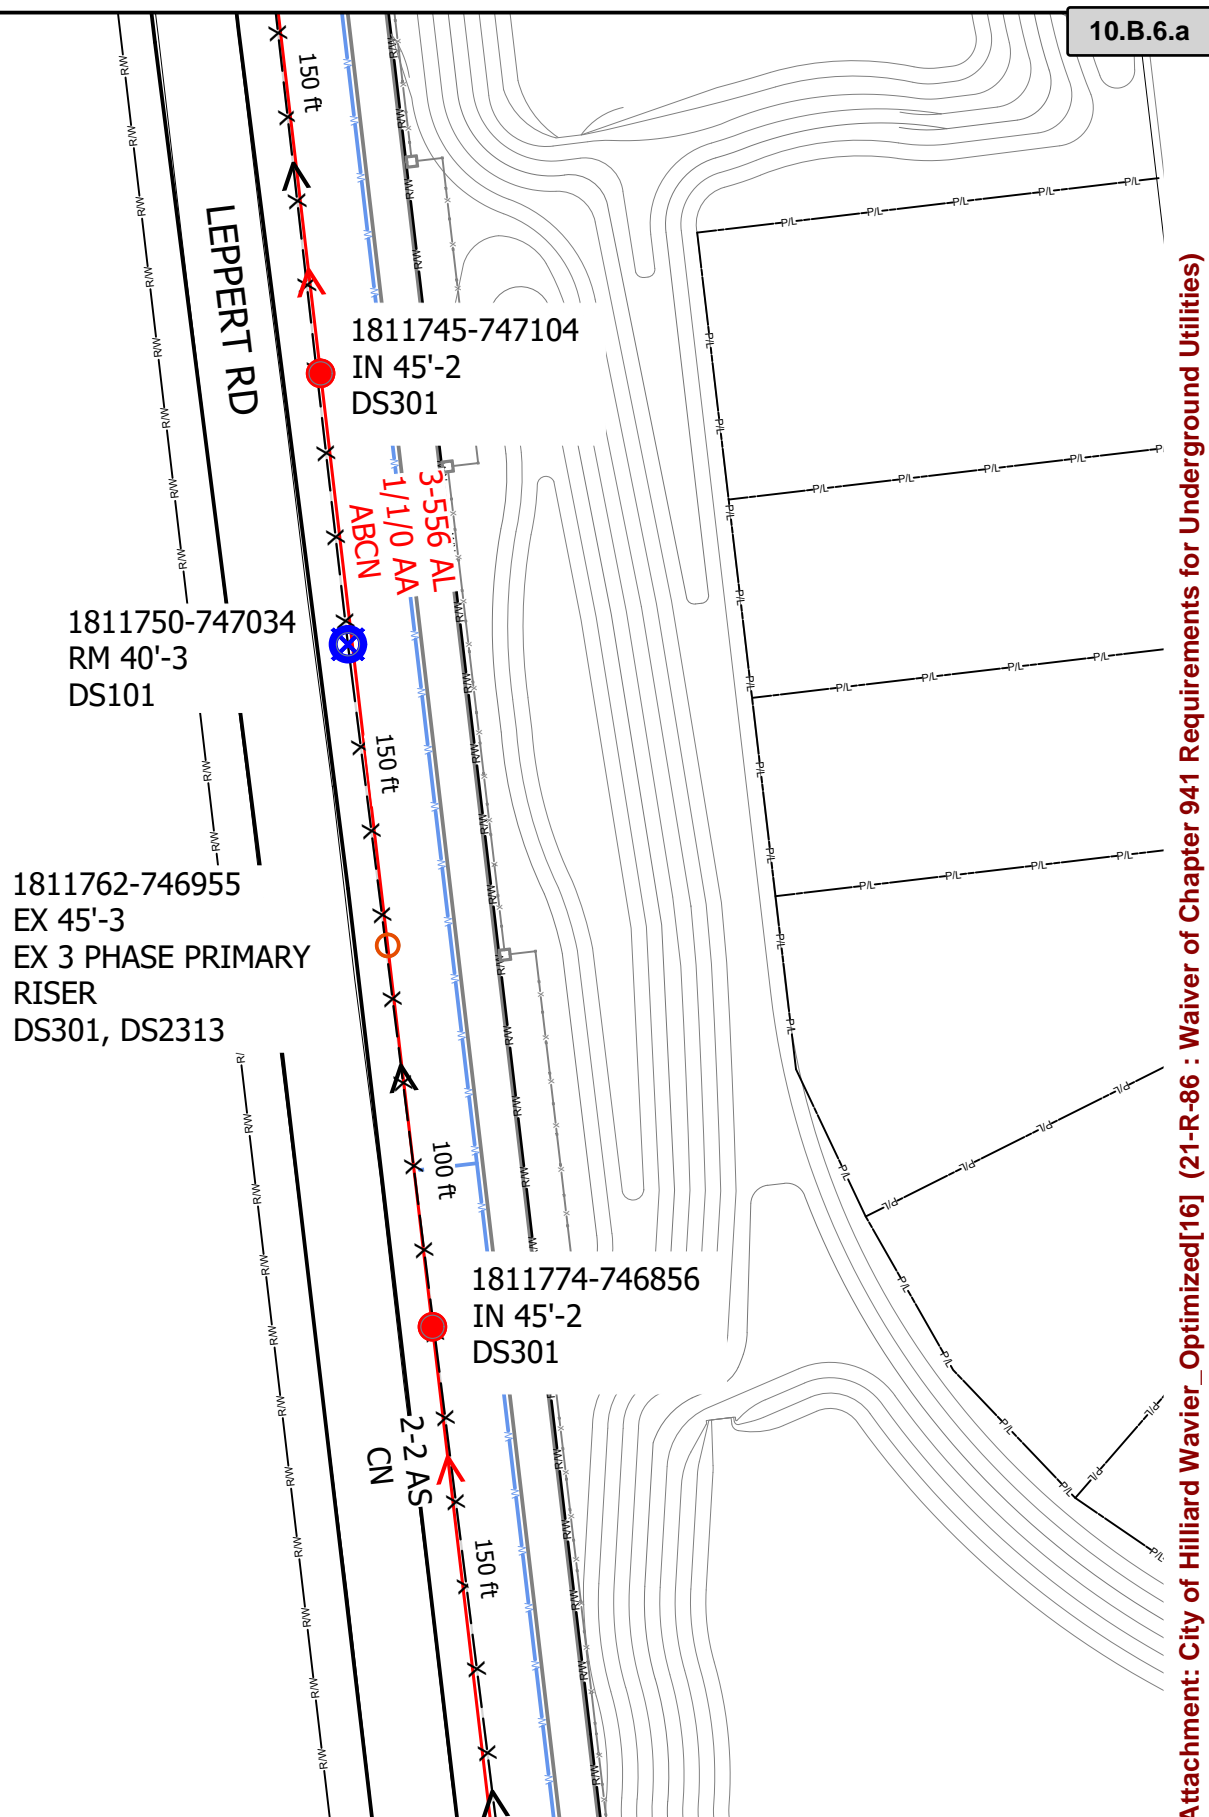 10.B.6.a
150 ft
LEPPERT RD
1811745-747104
IN 45'-2
DS301
3-556 AL
1/1/0 AA
ABCN
1811750-747034
RM 40'-3
DS101
150 ft
1811762-746955
EX 45'-3
EX 3 PHASE PRIMARY
RISER
DS301, DS2313
100 ft
1811774-746856
IN 45'-2
DS301
2-2 AS
CN
150 ft
R/W
P/L
W
Attachment: City of Hilliard Wavier_Optimized[16] (21-R-86 : Waiver of Chapter 941 Requirements for Underground Utilities)